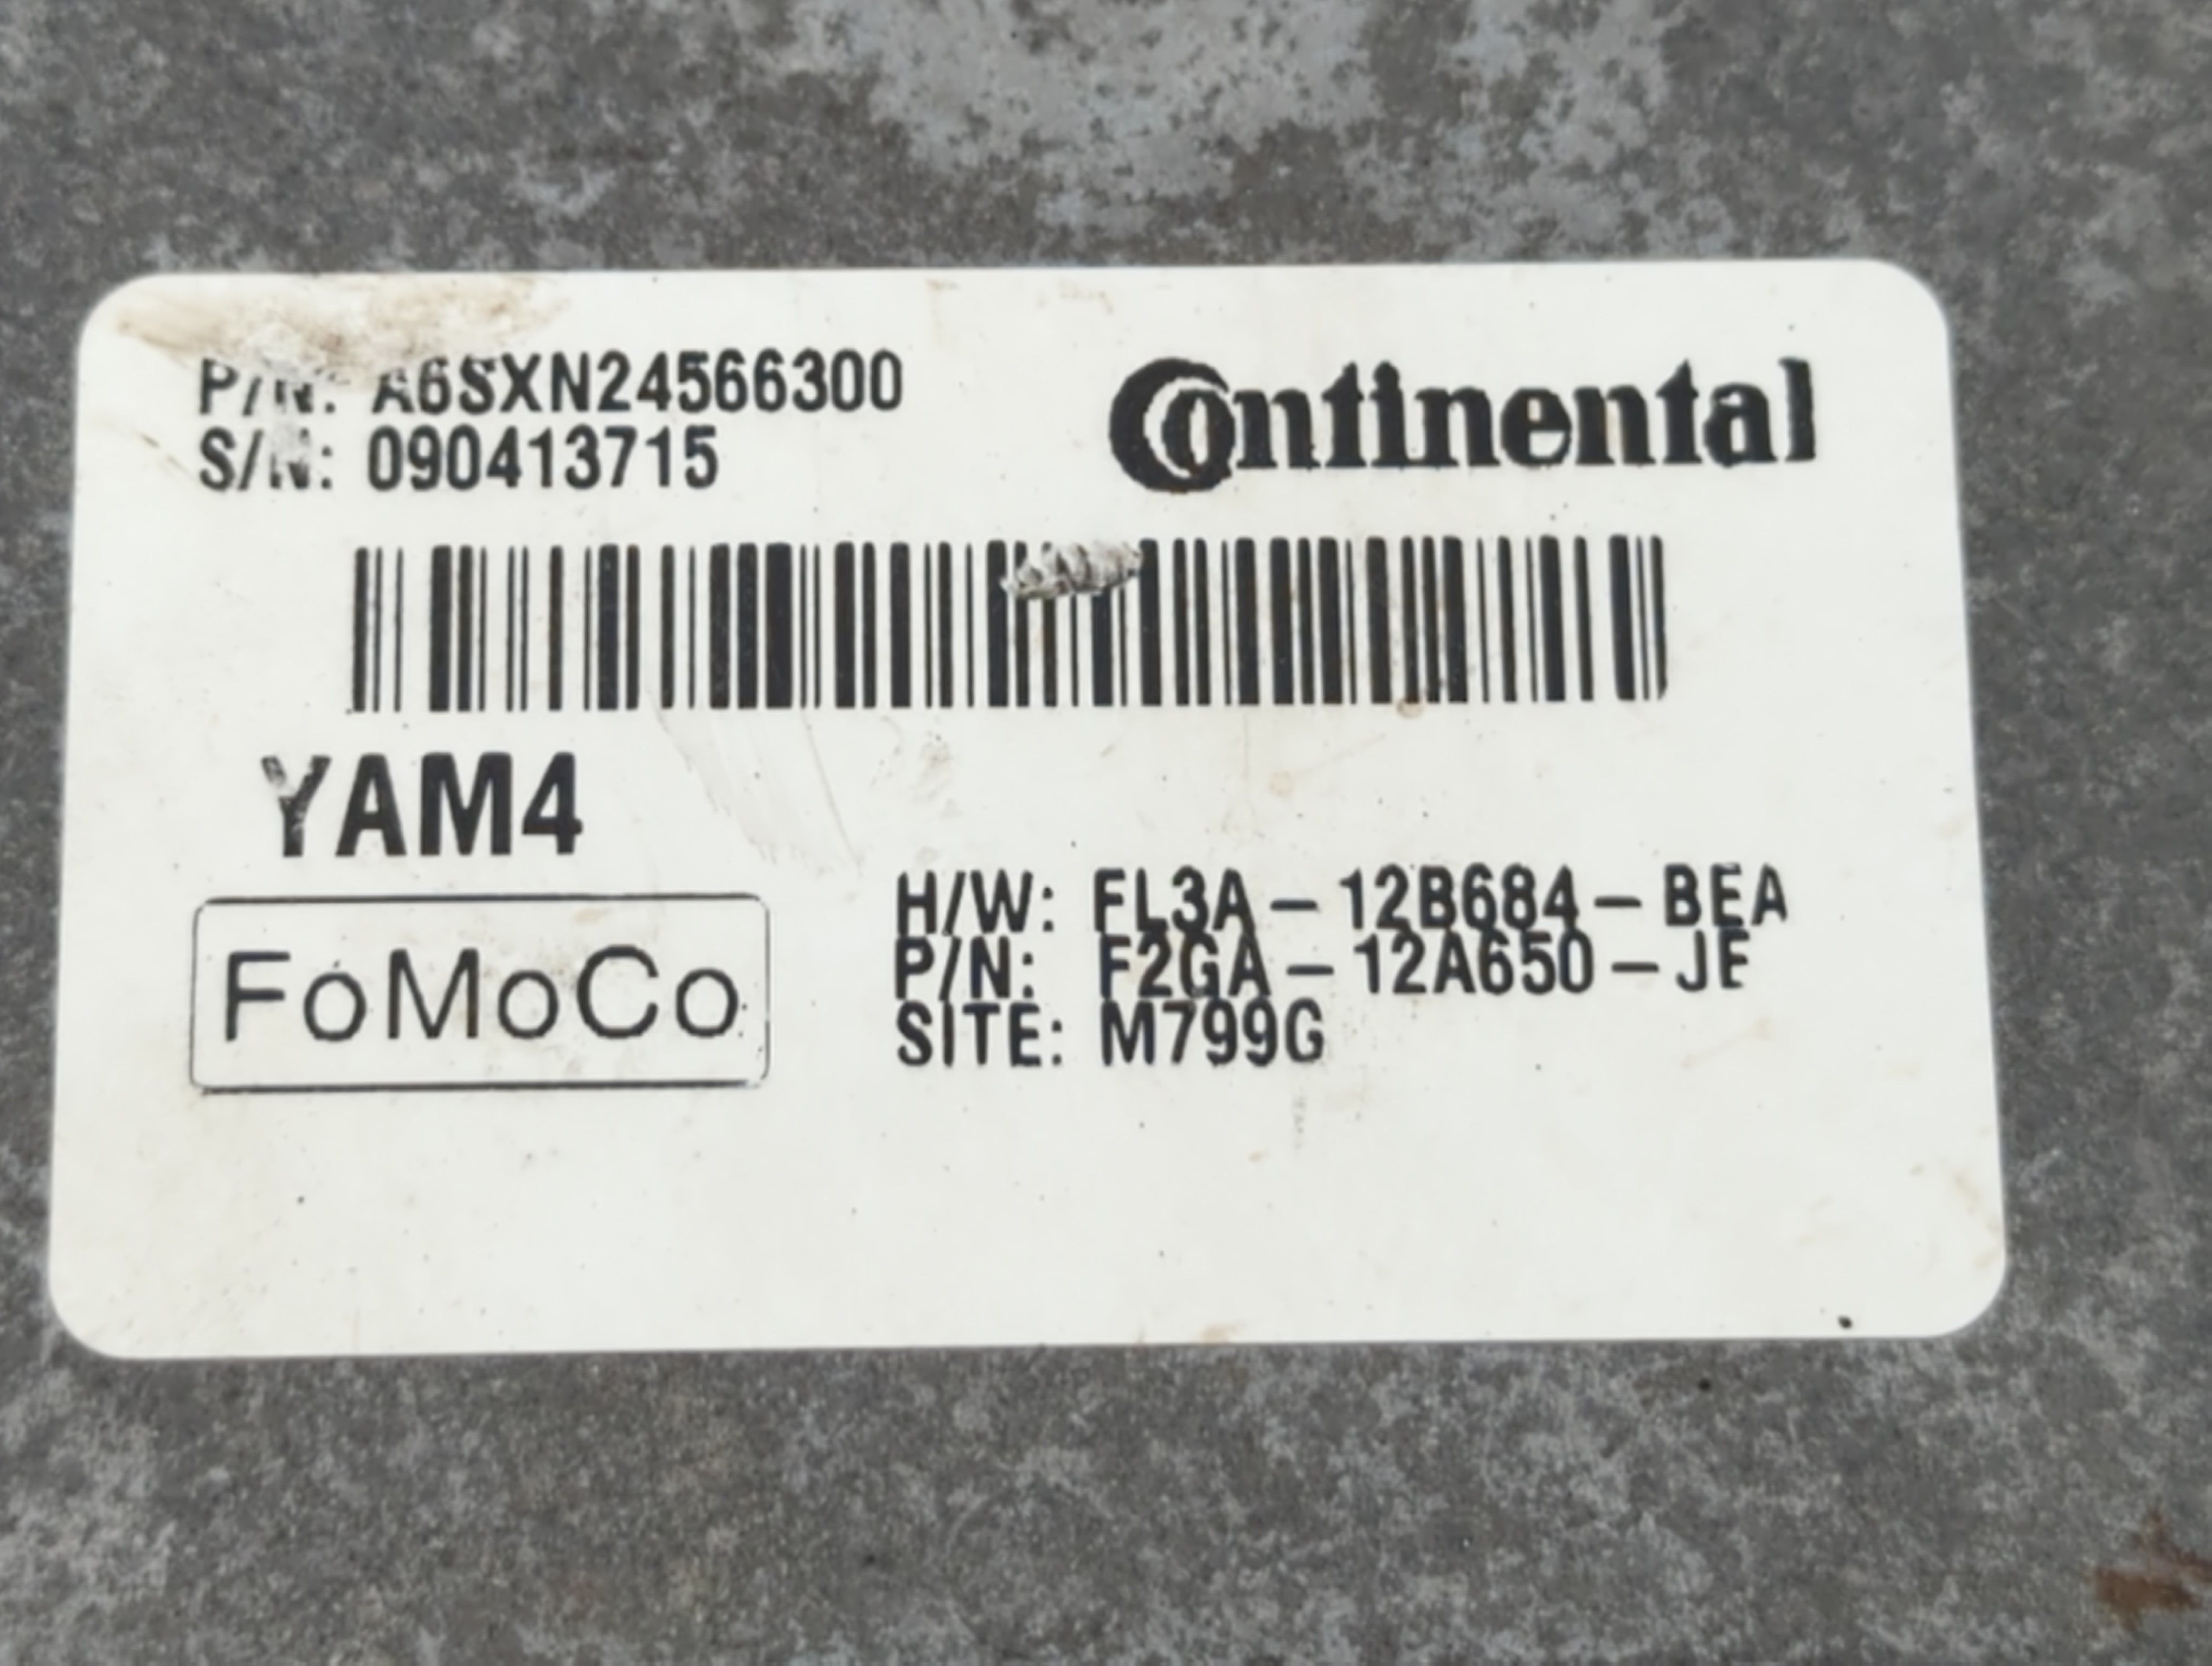 P/N: A6SXN24566300
S/N: 090413715
Continental
YAM4
FoMoCo
H/W: FL3A-12B684-BEA
P/N: F2GA-12A650-JE
SITE: M799G